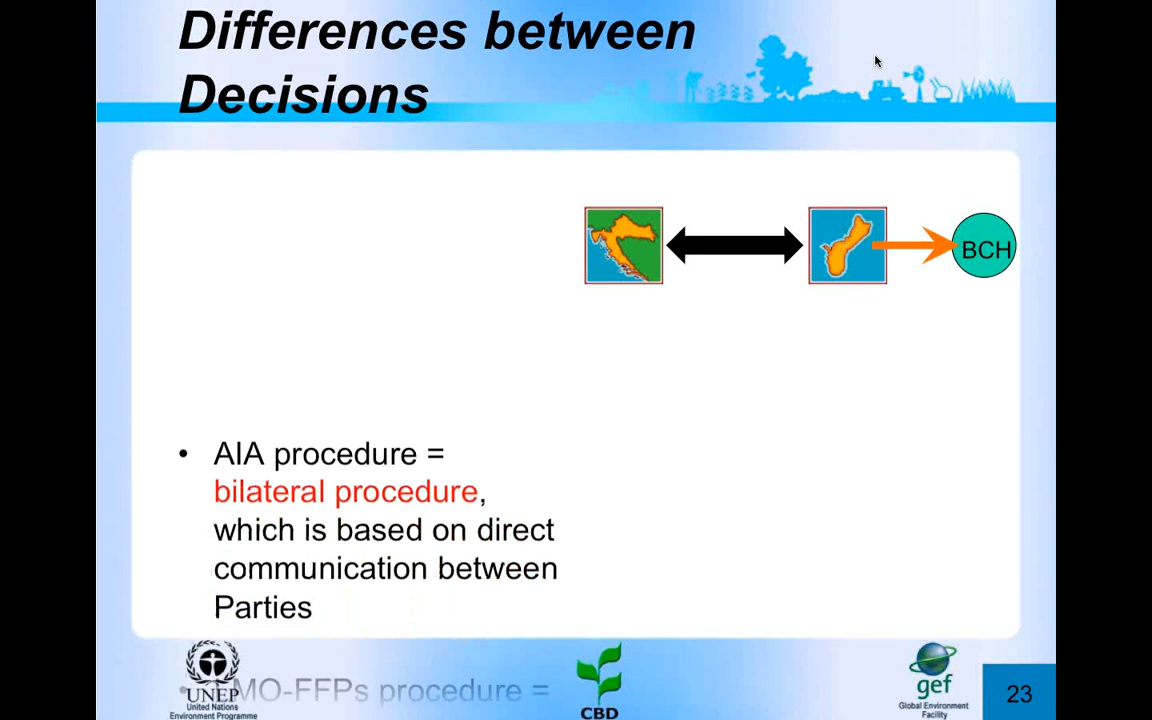 Differences between
Decisions
BCH
• AIA procedure =
bilateral procedure,
which is based on direct
communication between
Parties
MO-FFPs procedure =
UNEP
United Nations
Environment Programme
CBD
gef
Global Environment
Facility
23